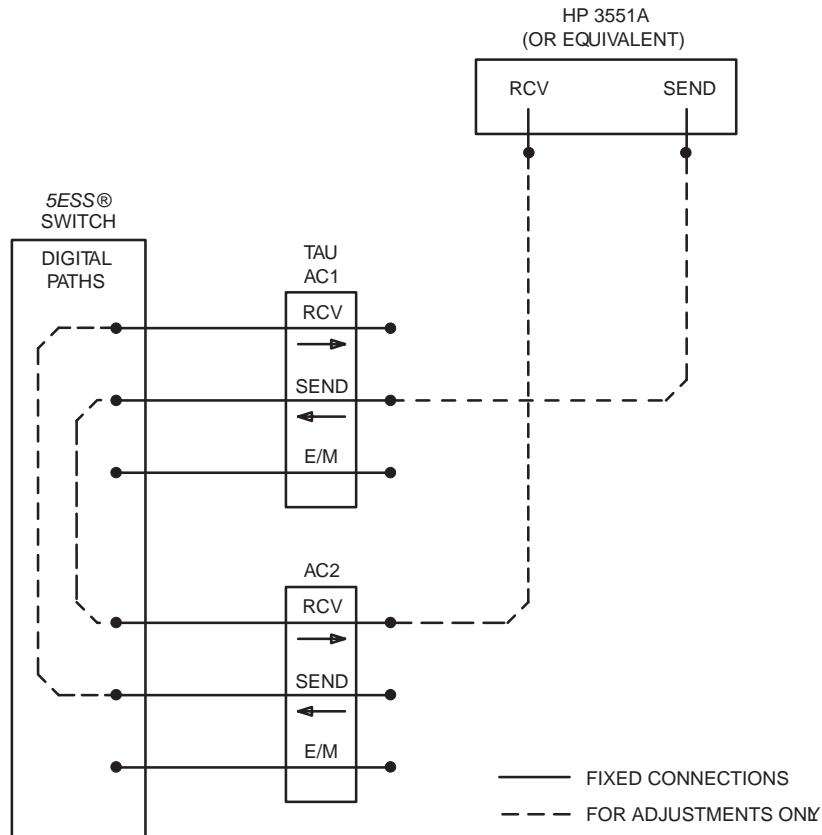 HP 3551A
(OR EQUIVALENT)
RCV
SEND
5ESS®
SWITCH
DIGITAL
PATHS
TAU
AC1
RCV
SEND
E/M
AC2
RCV
SEND
E/M
FIXED CONNECTIONS
FOR ADJUSTMENTS ONLY